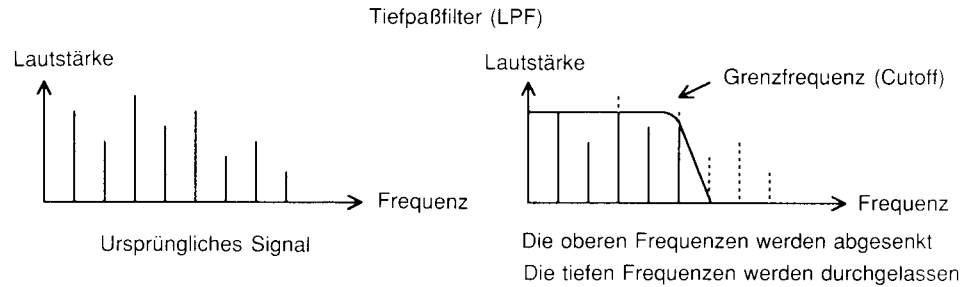 Tiefpaßfilter (LPF)
Lautstärke
Frequenz
Ursprüngliches Signal
Lautstärke
Grenzfrequenz (Cutoff)
Frequenz
Die oberen Frequenzen werden abgesenkt
Die tiefen Frequenzen werden durchgelassen